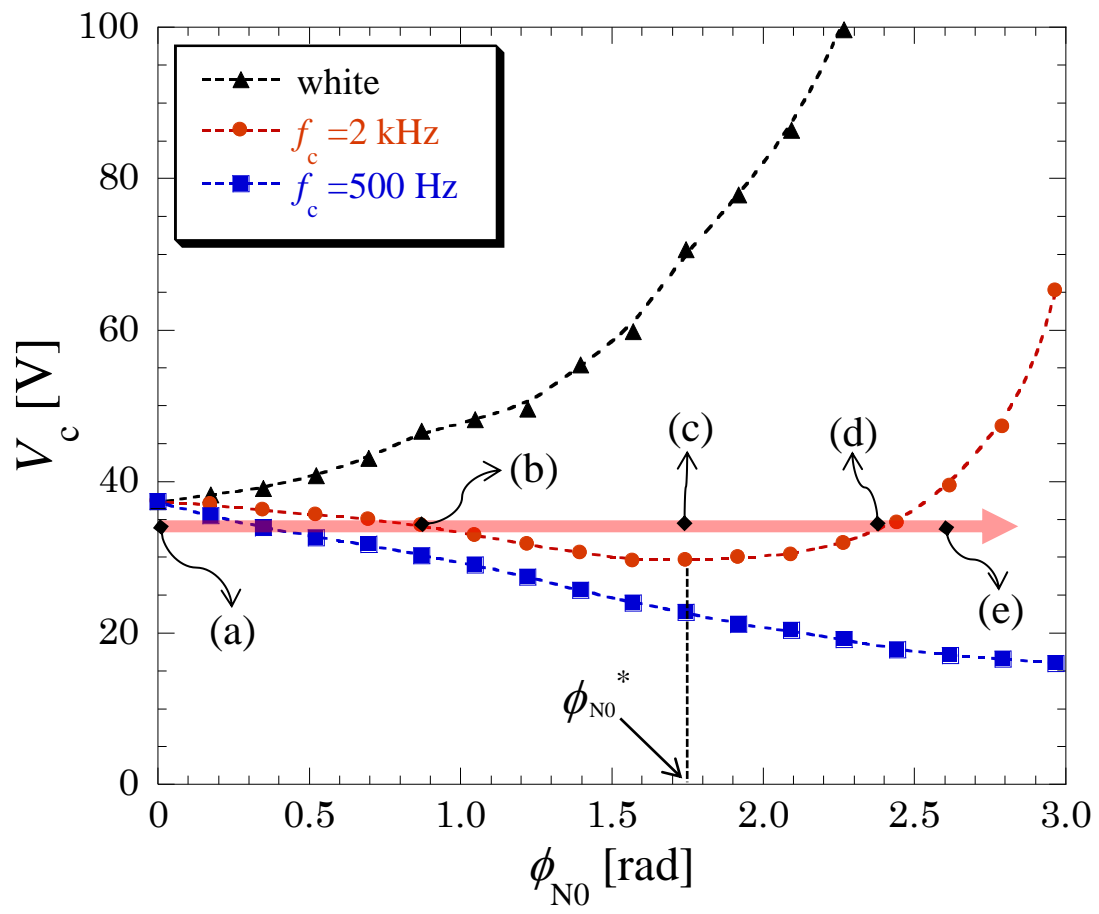 100
80
60
40
20
0
V_c [V]
white
f_c =2 kHz
f_c =500 Hz
(a)
(b)
(c)
(d)
(e)
ϕ_N0^*
0 0.5 1.0 1.5 2.0 2.5 3.0
ϕ_N0 [rad]